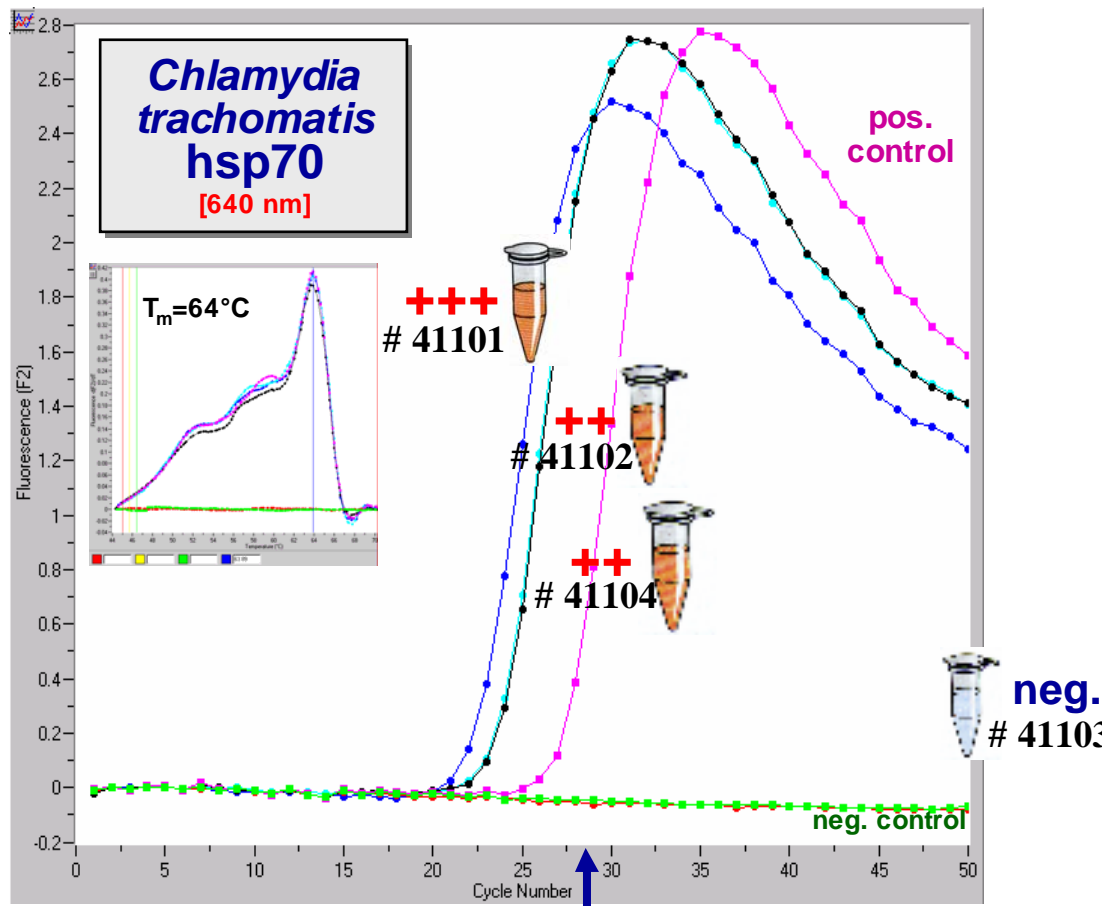 Chlamydia
trachomatis
hsp70
[640 nm]
pos.
control
Tm=64°C
+++
# 41101
++
# 41102
++
# 41104
neg.
# 41103
neg. control
Fluorescence (F2)
2.8
2.6
2.4
2.2
2
1.8
1.6
1.4
1.2
1
0.8
0.6
0.4
0.2
0
-0.2
0 5 10 15 20 25 30 35 40 45 50
Cycle Number
Temperature (°C)